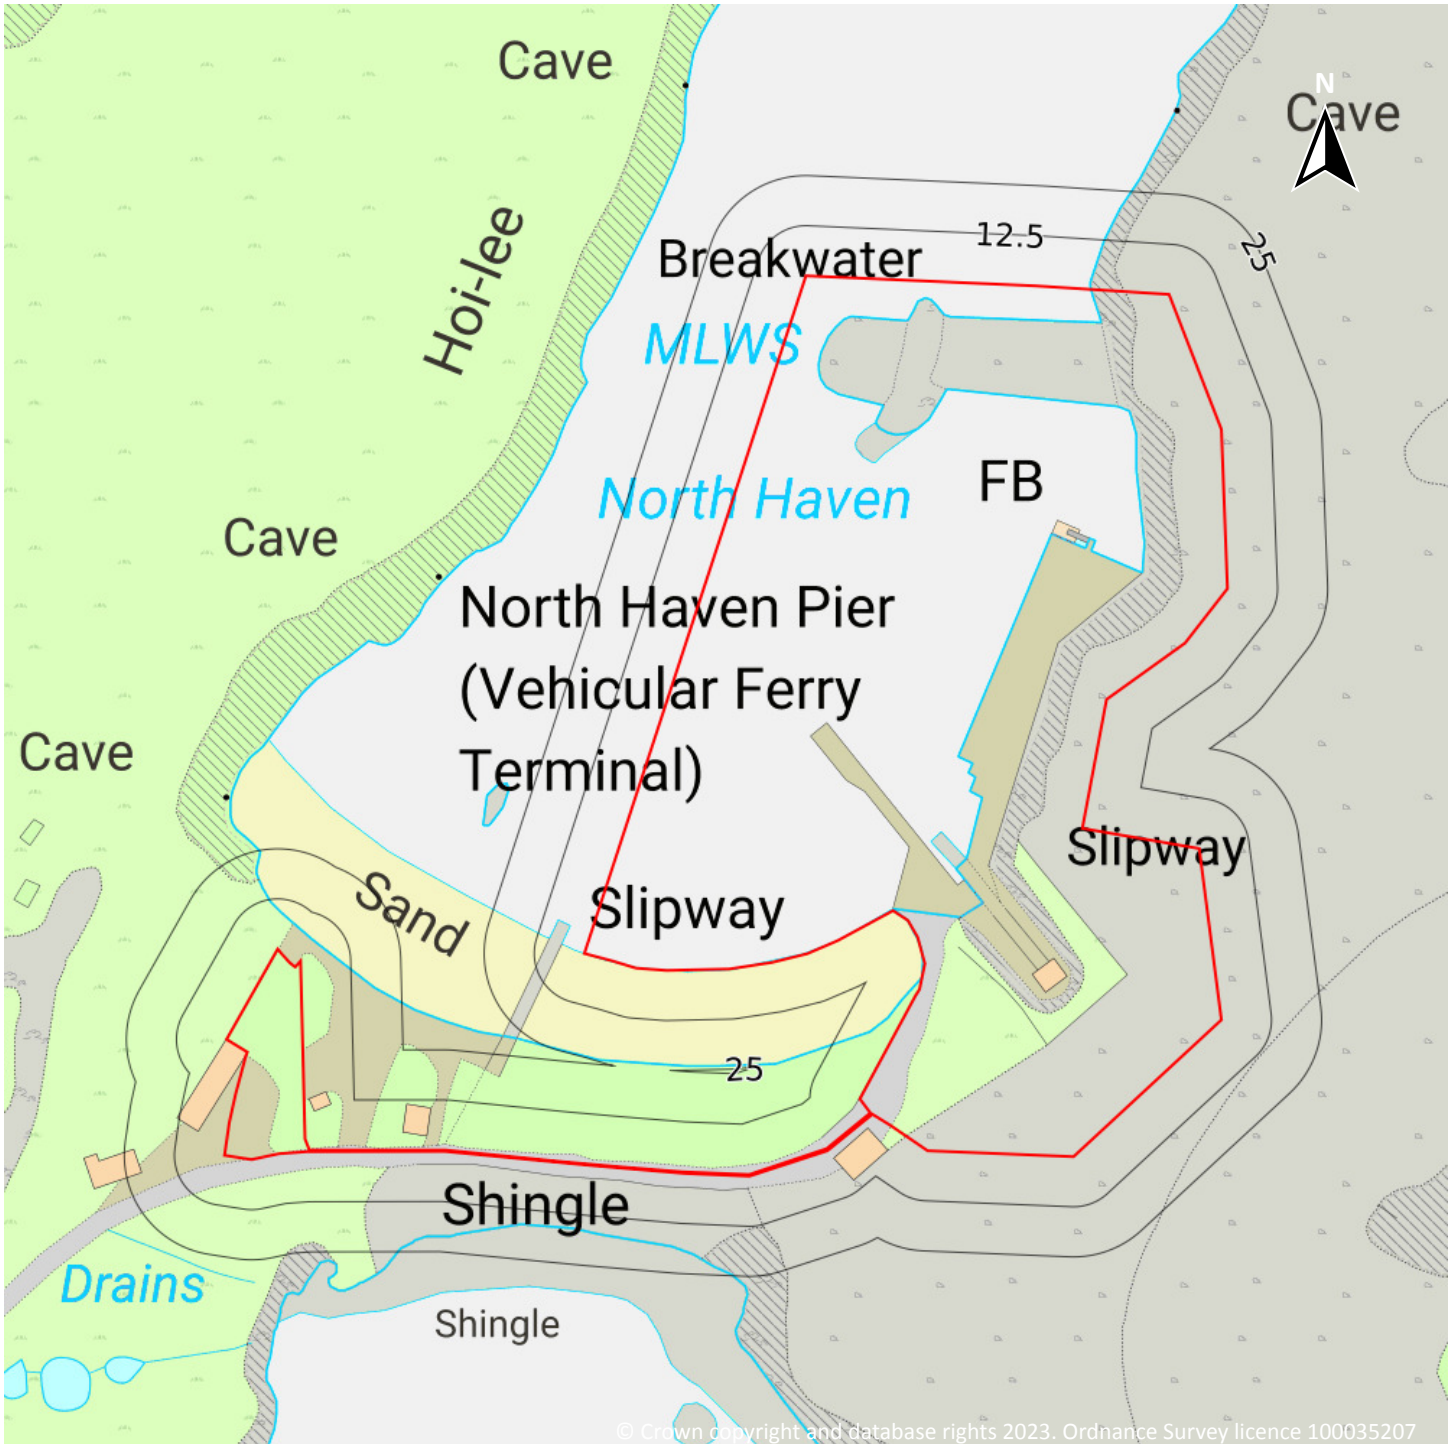 Cave
N
Cave
Hoi-lee
12.5
25
Breakwater
MLWS
FB
North Haven
Cave
North Haven Pier
(Vehicular Ferry
Terminal)
Cave
Slipway
Sand
Slipway
25
Shingle
Drains
Shingle
© Crown copyright and database rights 2023. Ordnance Survey licence 100035207